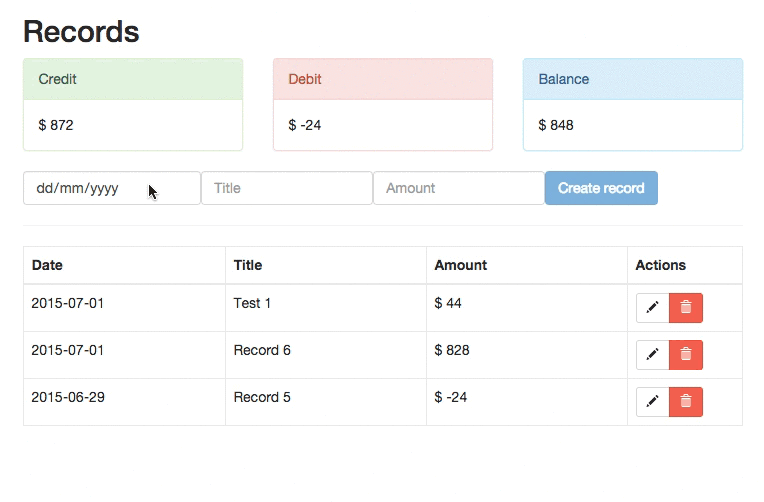 Records
Credit Debit Balance
$ 872 $ -24 $ 848
dd/mm/yyyy Title Amount Create record
Date Title Amount Actions
2015-07-01 Test 1 $ 44
2015-07-01 Record 6 $ 828
2015-06-29 Record 5 $ -24